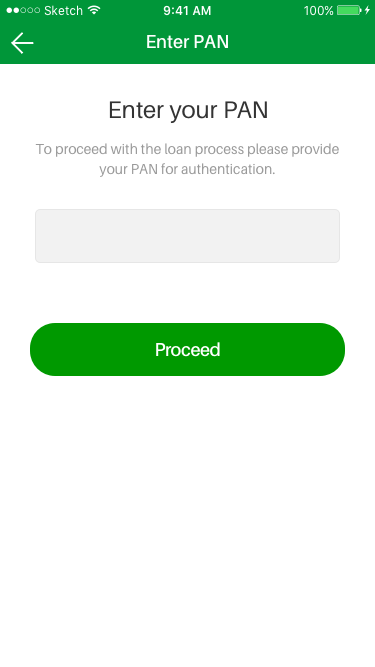 Sketch 9:41 AM 100%
Enter PAN
Enter your PAN
To proceed with the loan process please provide
your PAN for authentication.
Proceed